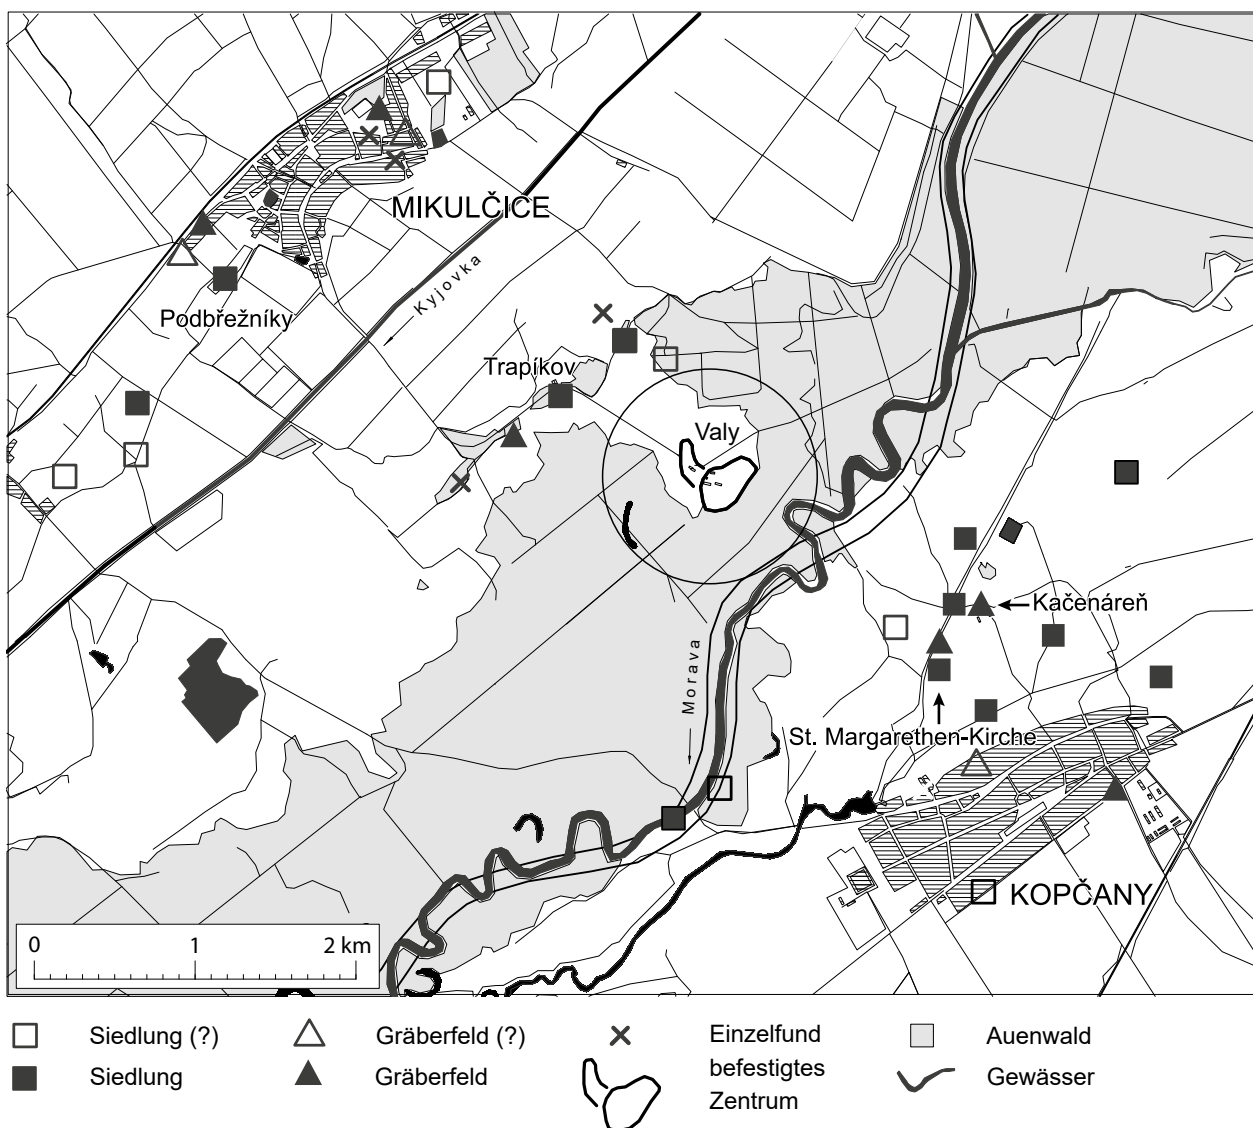 MIKULČICE
Kyjovka
Podbřežníky
Trapíkov
Valy
Kačenáreň
Morava
St. Margarethen-Kirche
KOPČANY
0 1 2 km
Siedlung (?)
Gräberfeld (?)
Einzelfund
Auenwald
Siedlung
Gräberfeld
befestigtes
Zentrum
Gewässer